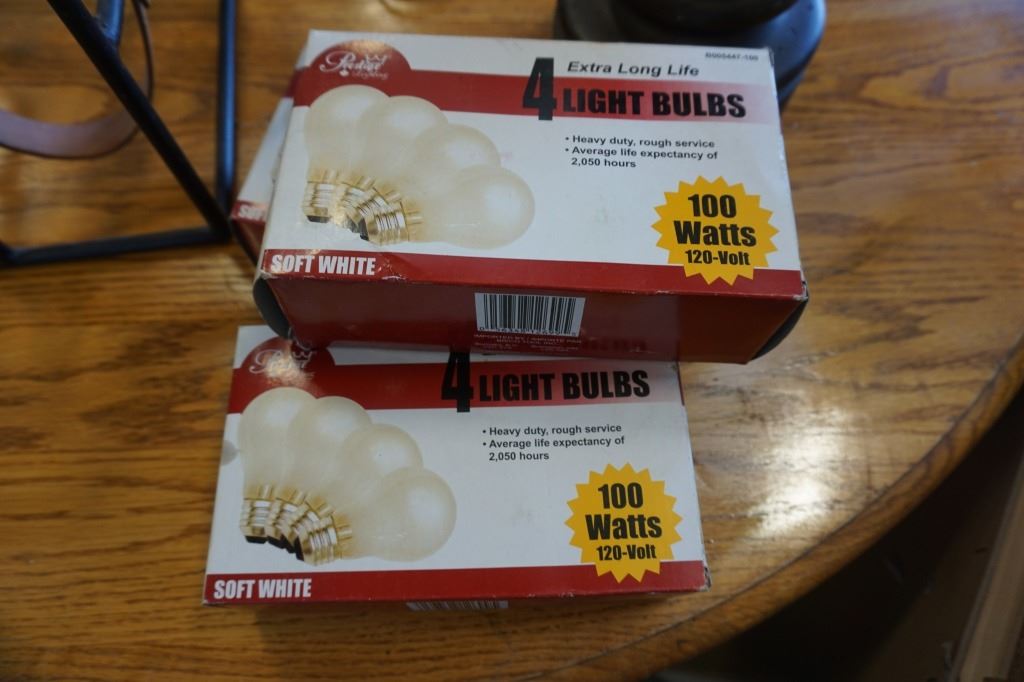 Extra Long Life
4 LIGHT BULBS
• Heavy duty, rough service
• Average life expectancy of
2,050 hours
100
Watts
120-Volt
SOFT WHITE
4 LIGHT BULBS
• Heavy duty, rough service
• Average life expectancy of
2,050 hours
100
Watts
120-Volt
SOFT WHITE